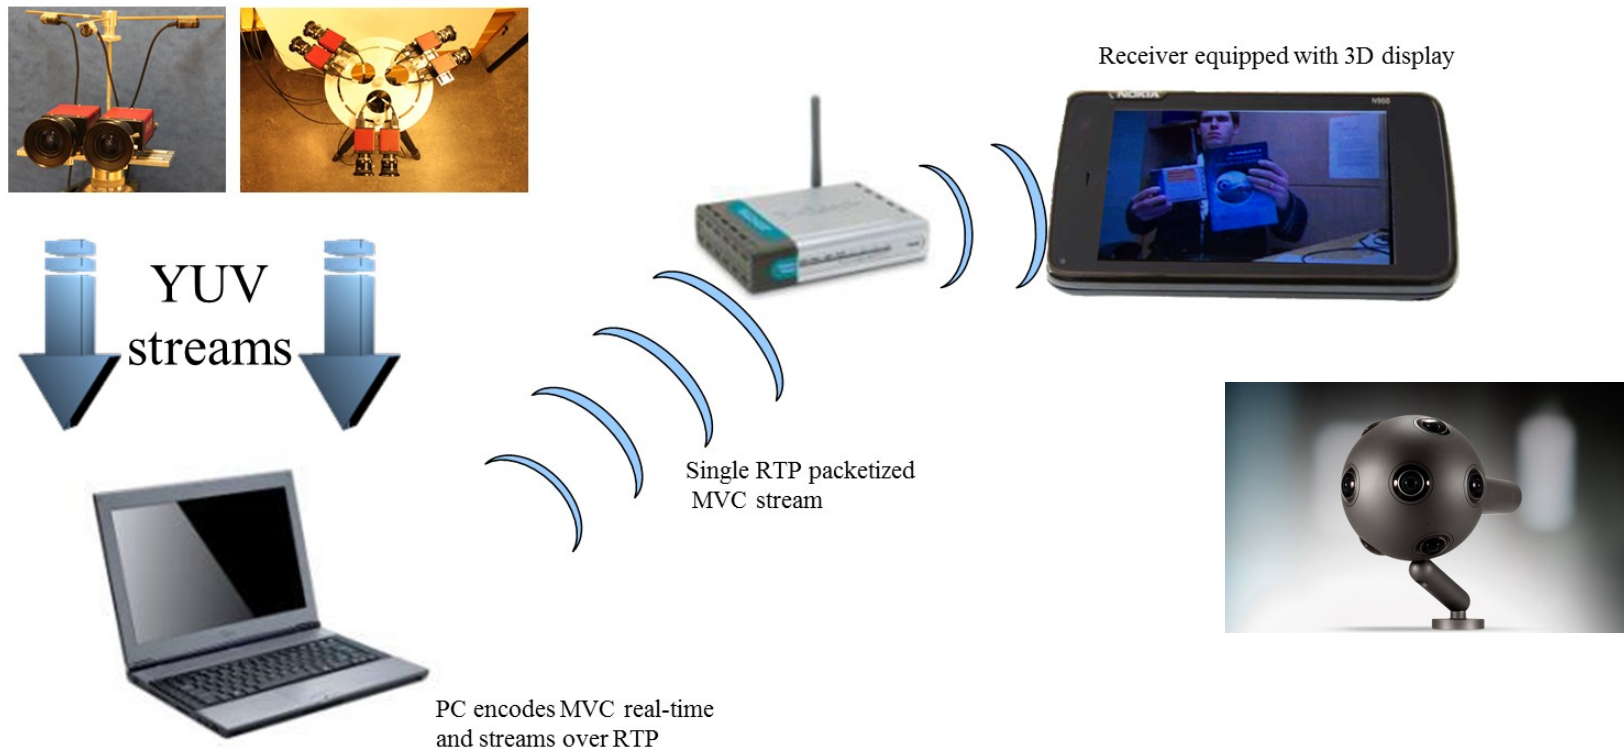 Receiver equipped with 3D display
NOKIA
N900
YUV
streams
Single RTP packetized
MVC stream
PC encodes MVC real-time
and streams over RTP